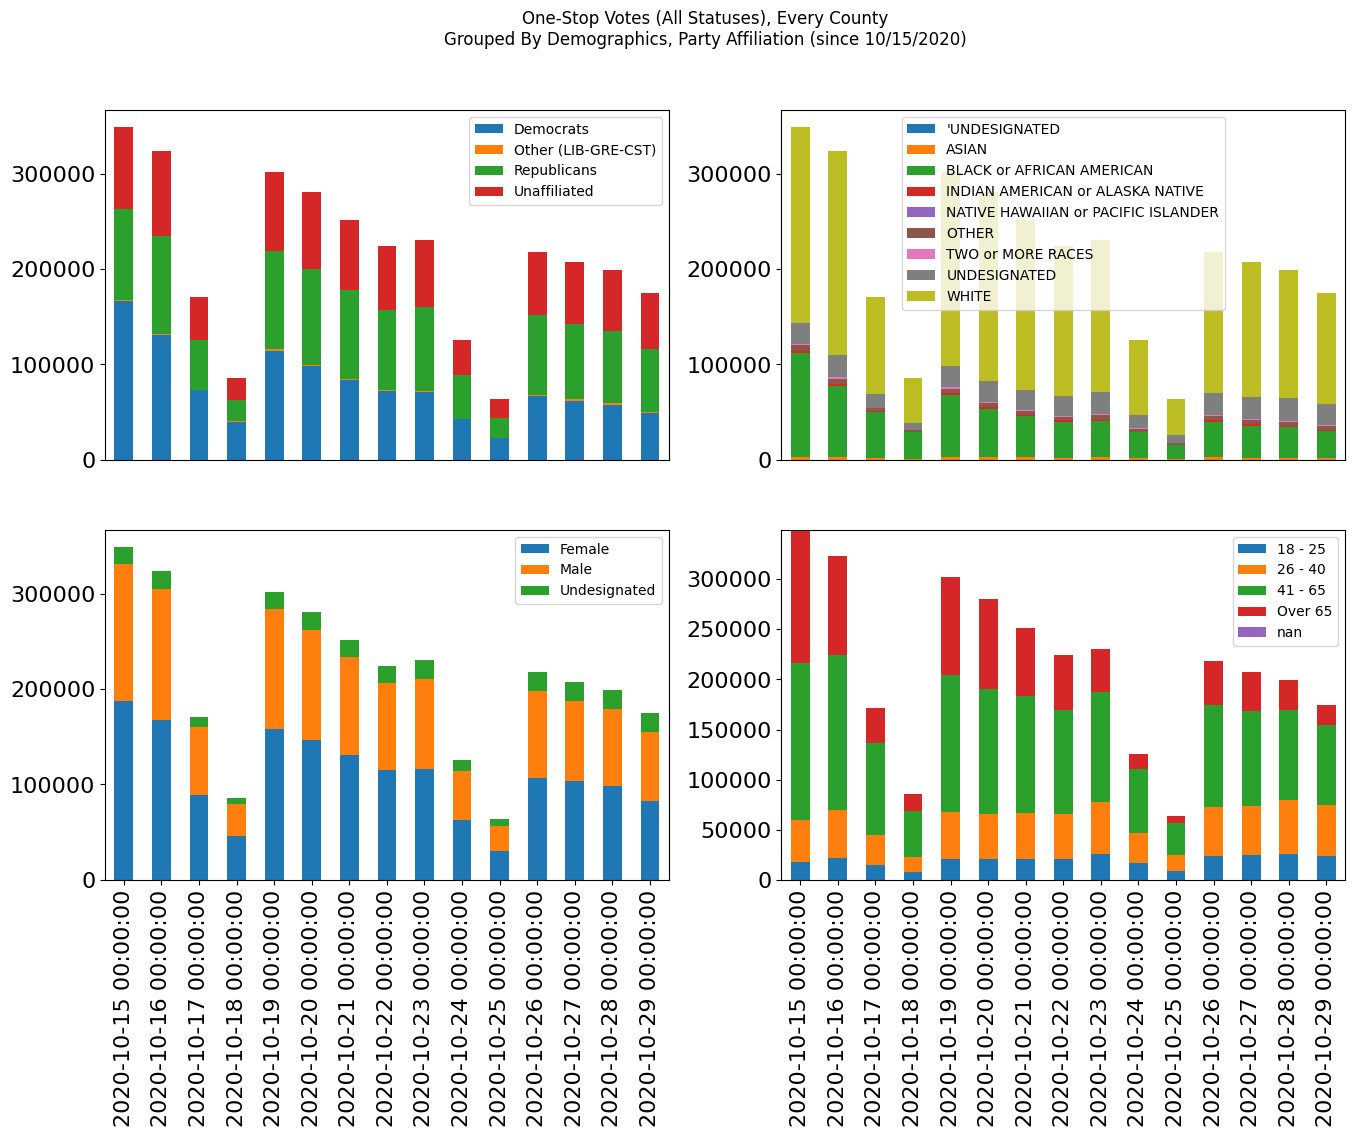 One-Stop Votes (All Statuses), Every County
Grouped By Demographics, Party Affiliation (since 10/15/2020)
300000
200000
100000
0
Democrats
Other (LIB-GRE-CST)
Republicans
Unaffiliated
300000
200000
100000
0
'UNDESIGNATED
ASIAN
BLACK or AFRICAN AMERICAN
INDIAN AMERICAN or ALASKA NATIVE
NATIVE HAWAIIAN or PACIFIC ISLANDER
OTHER
TWO or MORE RACES
UNDESIGNATED
WHITE
300000
200000
100000
0
Female
Male
Undesignated
2020-10-15 00:00:00
2020-10-16 00:00:00
2020-10-17 00:00:00
2020-10-18 00:00:00
2020-10-19 00:00:00
2020-10-20 00:00:00
2020-10-21 00:00:00
2020-10-22 00:00:00
2020-10-23 00:00:00
2020-10-24 00:00:00
2020-10-25 00:00:00
2020-10-26 00:00:00
2020-10-27 00:00:00
2020-10-28 00:00:00
2020-10-29 00:00:00
300000
250000
200000
150000
100000
50000
0
18 - 25
26 - 40
41 - 65
Over 65
nan
2020-10-15 00:00:00
2020-10-16 00:00:00
2020-10-17 00:00:00
2020-10-18 00:00:00
2020-10-19 00:00:00
2020-10-20 00:00:00
2020-10-21 00:00:00
2020-10-22 00:00:00
2020-10-23 00:00:00
2020-10-24 00:00:00
2020-10-25 00:00:00
2020-10-26 00:00:00
2020-10-27 00:00:00
2020-10-28 00:00:00
2020-10-29 00:00:00